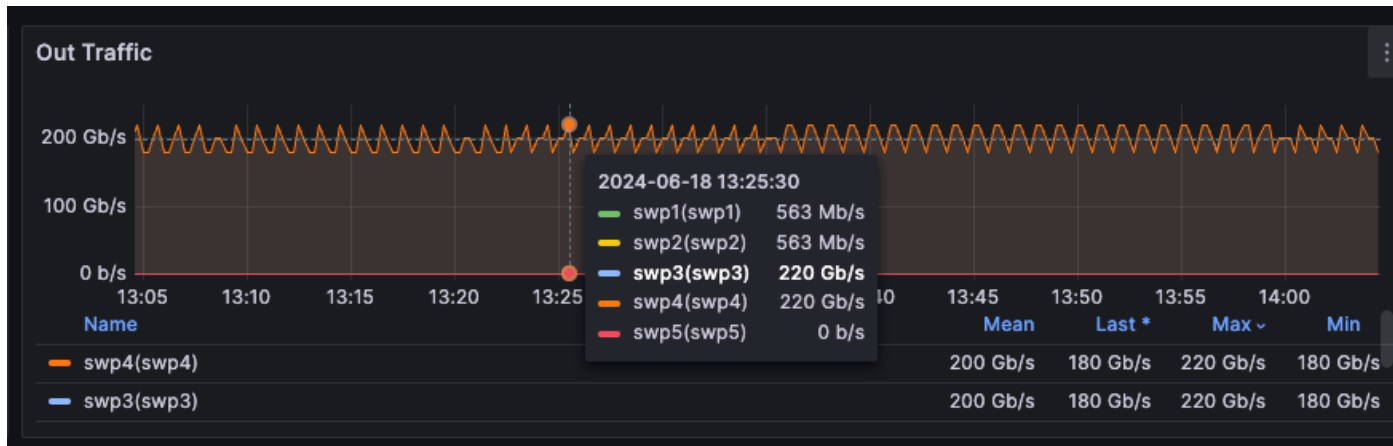 Out Traffic
200 Gb/s
100 Gb/s
0 b/s
2024-06-18 13:25:30
swp1(swp1) 563 Mb/s
swp2(swp2) 563 Mb/s
swp3(swp3) 220 Gb/s
swp4(swp4) 220 Gb/s
swp5(swp5) 0 b/s
13:05 13:10 13:15 13:20 13:25 40 13:45 13:50 13:55 14:00
Name Mean Last * Max Min
swp4(swp4) 200 Gb/s 180 Gb/s 220 Gb/s 180 Gb/s
swp3(swp3) 200 Gb/s 180 Gb/s 220 Gb/s 180 Gb/s